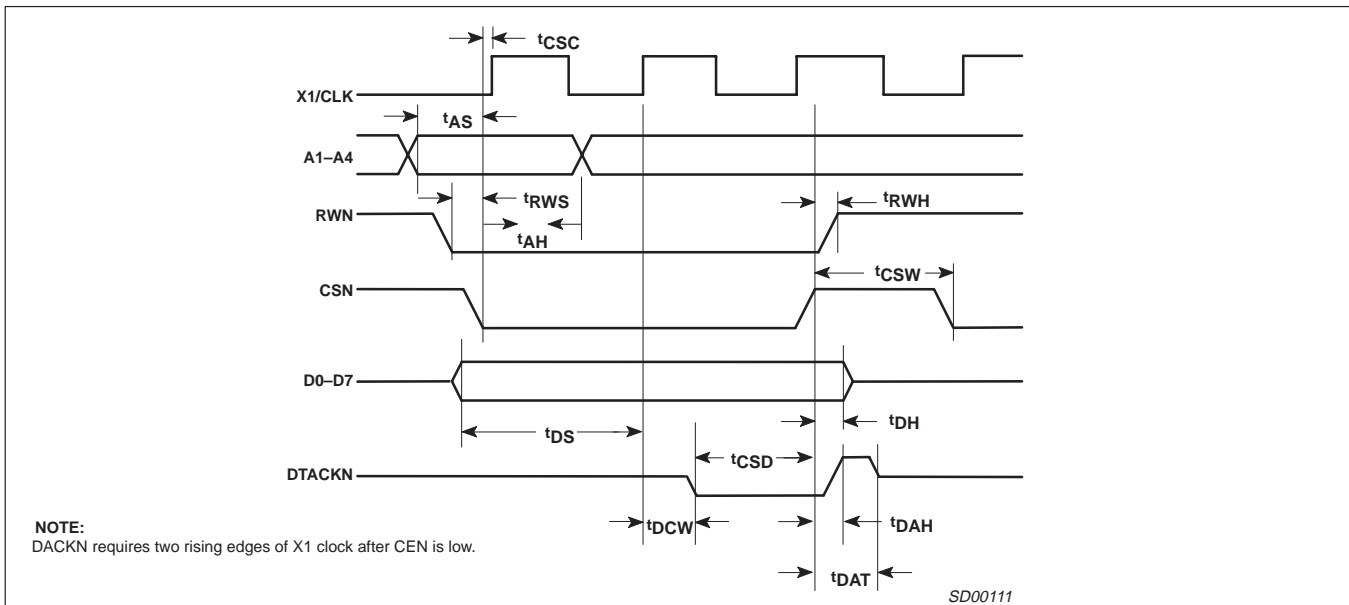 tCSC
X1/CLK
tAS
A1–A4
tRWS
tRWH
RWN
tAH
tCSW
CSN
D0–D7
tDH
tDS
tCSD
DTACKN
tDCW
tDAH
NOTE:
DACKN requires two rising edges of X1 clock after CEN is low.
tDAT
SD00111